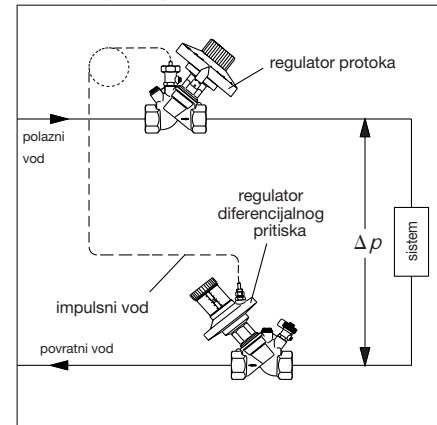 regulator protoka
polazni
vod
regulator
diferencijalnog
pritiska
Δp
sistem
impulsni vod
povratni vod